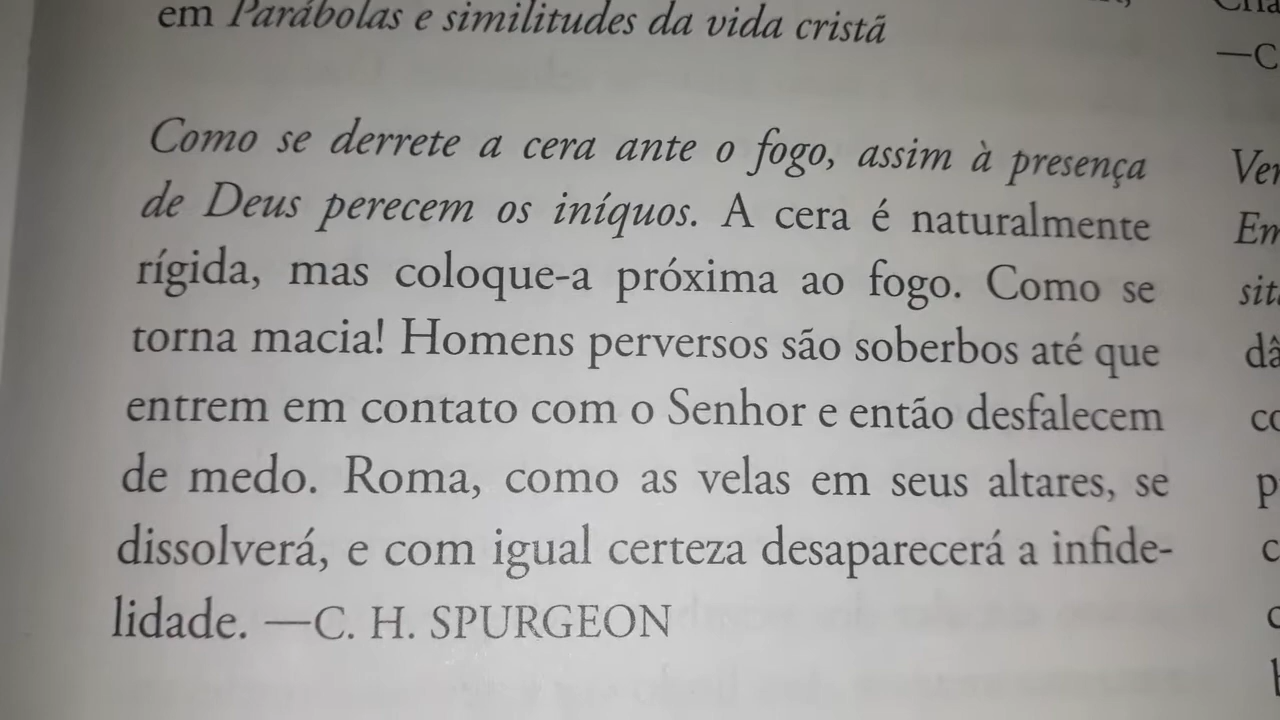 em Parábolas e similitudes da vida cristã
Como se derrete a cera ante o fogo, assim à presença
de Deus perecem os iníquos. A cera é naturalmente
rígida, mas coloque-a próxima ao fogo. Como se
torna macia! Homens perversos são soberbos até que
entrem em contato com o Senhor e então desfalecem
de medo. Roma, como as velas em seus altares, se
dissolverá, e com igual certeza desaparecerá a infide-
lidade. —C. H. SPURGEON
—C
Em